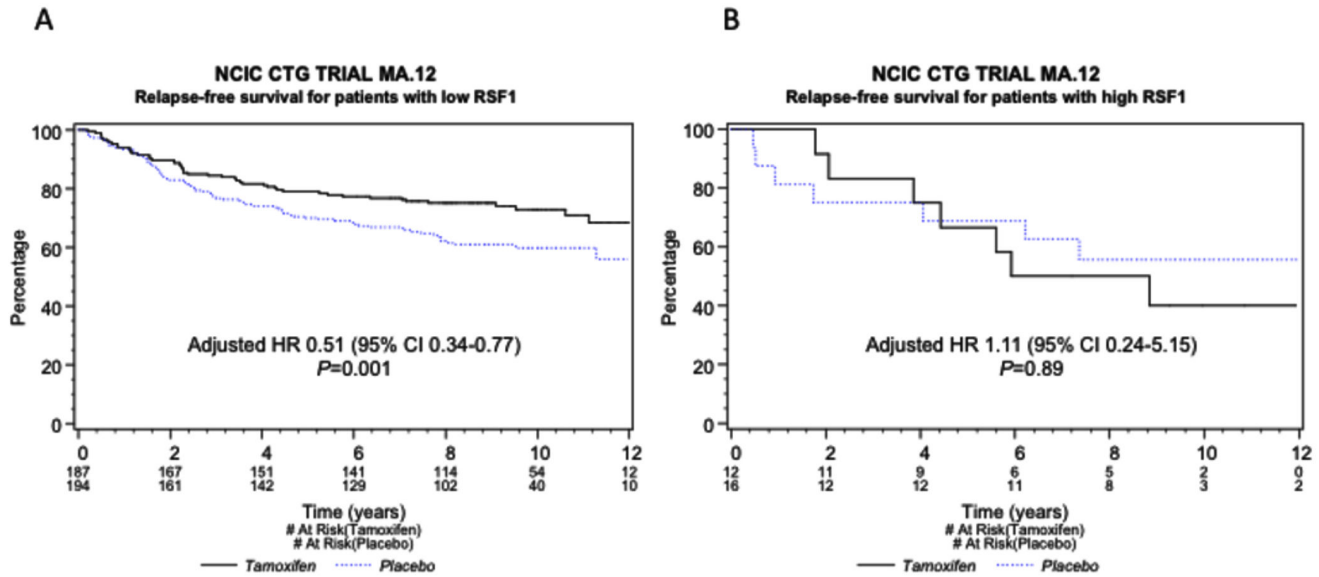 A
NCIC CTG TRIAL MA.12
Relapse-free survival for patients with low RSF1
100
80
60
40
20
0
Percentage
Adjusted HR 0.51 (95% CI 0.34-0.77)
P=0.001
0 2 4 6 8 10 12
187 167 151 141 114 54 12
194 161 142 129 102 40 10
Time (years)
# At Risk(Tamoxifen)
# At Risk(Placebo)
Tamoxifen Placebo
B
NCIC CTG TRIAL MA.12
Relapse-free survival for patients with high RSF1
100
80
60
40
20
0
Percentage
Adjusted HR 1.11 (95% CI 0.24-5.15)
P=0.89
0 2 4 6 8 10 12
12 11 9 6 5 2 0
16 12 12 11 8 3 2
Time (years)
# At Risk(Tamoxifen)
# At Risk(Placebo)
Tamoxifen Placebo